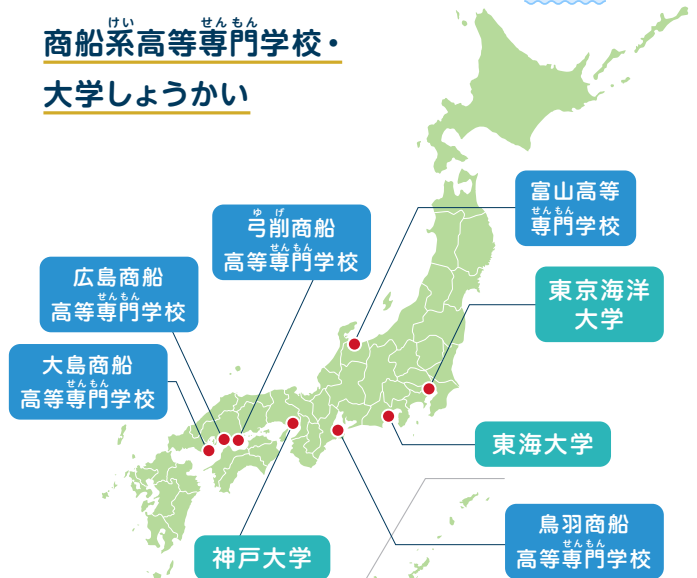 商船系高等専門学校・
大学しょうかい
富山高等
専門学校
弓削商船
高等専門学校
広島商船
高等専門学校
東京海洋
大学
大島商船
高等専門学校
東海大学
鳥羽商船
高等専門学校
神戸大学